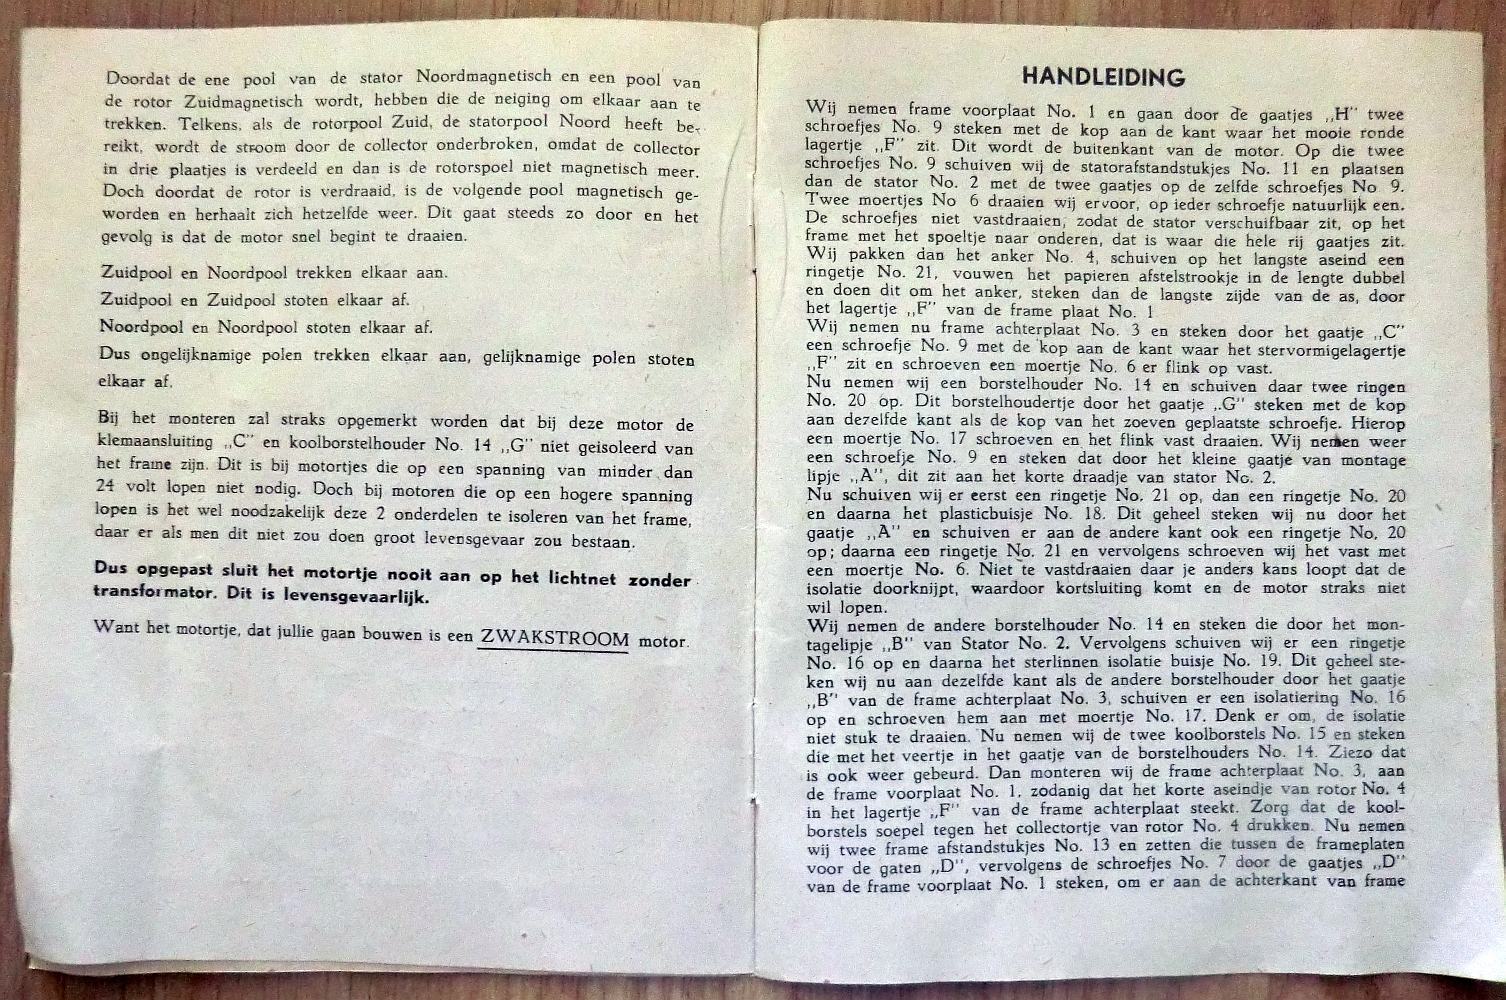 Doordat de ene pool van de stator Noordmagnetisch en een pool van
de rotor Zuidmagnetisch wordt, hebben die de neiging om elkaar aan te
trekken. Telkens, als de rotorpool Zuid, de statorpool Noord heeft be-
reikt, wordt de stroom door de collector onderbroken, omdat de collector
in drie plaatjes is verdeeld en dan is de rotorspoel niet magnetisch meer.
Doch doordat de rotor is verdraaid, is de volgende pool magnetisch ge-
worden en herhaalt zich hetzelfde weer. Dit gaat steeds zo door en het
gevolg is dat de motor snel begint te draaien.
Zuidpool en Noordpool trekken elkaar aan.
Zuidpool en Zuidpool stoten elkaar af.
Noordpool en Noordpool stoten elkaar af.
Dus ongelijknamige polen trekken elkaar aan, gelijknamige polen stoten
elkaar af.
Bij het monteren zal straks opgemerkt worden dat bij deze motor de
klemaansluiting „C" en koolborstelhouder No. 14 „G" niet geisoleerd van
het frame zijn. Dit is bij motortjes die op een spanning van minder dan
24 volt lopen niet nodig. Doch bij motoren die op een hogere spanning
lopen is het wel noodzakelijk deze 2 onderdelen te isoleren van het frame,
daar er als men dit niet zou doen groot levensgevaar zou bestaan.
Dus opgepast sluit het motortje nooit aan op het lichtnet zonder
transformator. Dit is levensgevaarlijk.
Want het motortje, dat jullie gaan bouwen is een ZWAKSTROOM motor.
HANDLEIDING
Wij nemen frame voorplaat No. 1 en gaan door de gaatjes „H" twee
schroefjes No. 9 steken met de kop aan de kant waar het mooie ronde
lagertje „F" zit. Dit wordt de buitenkant van de motor. Op die twee
schroefjes No. 9 schuiven wij de statorafstandstukjes No. 11 en plaatsen
dan de stator No. 2 met de twee gaatjes op de zelfde schroefjes No 9.
Twee moertjes No 6 draaien wij ervoor, op ieder schroefje natuurlijk een.
De schroefjes niet vastdraaien, zodat de stator verschuifbaar zit, op het
frame met het spoeltje naar onderen, dat is waar die hele rij gaatjes zit.
Wij pakken dan het anker No. 4, schuiven op het langste aseind een
ringetje No. 21, vouwen het papieren afstelstrookje in de lengte dubbel
en doen dit om het anker, steken dan de langste zijde van de as, door
het lagertje „F" van de frame plaat No. 1
Wij nemen nu frame achterplaat No. 3 en steken door het gaatje „C"
een schroefje No. 9 met de kop aan de kant waar het stervormigelagertje
„F" zit en schroeven een moertje No. 6 er flink op vast.
Nu nemen wij een borstelhouder No. 14 en schuiven daar twee ringen
No. 20 op. Dit borstelhoudertje door het gaatje „G" steken met de kop
aan dezelfde kant als de kop van het zoeven geplaatste schroefje. Hierop
een moertje No. 17 schroeven en het flink vast draaien. Wij nemen weer
een schroefje No. 9 en steken dat door het kleine gaatje van montage
lipje „A", dit zit aan het korte draadje van stator No. 2.
Nu schuiven wij er eerst een ringetje No. 21 op, dan een ringetje No. 20
en daarna het plasticbuisje No. 18. Dit geheel steken wij nu door het
gaatje „A" en schuiven er aan de andere kant ook een ringetje No. 20
op; daarna een ringetje No. 21 en vervolgens schroeven wij het vast met
een moertje No. 6. Niet te vastdraaien daar je anders kans loopt dat de
isolatie doorknijpt, waardoor kortsluiting komt en de motor straks niet
wil lopen.
Wij nemen de andere borstelhouder No. 14 en steken die door het mon-
tagelipje „B" van Stator No. 2. Vervolgens schuiven wij er een ringetje
No. 16 op en daarna het sterlinnen isolatie buisje No. 19. Dit geheel ste-
ken wij nu aan dezelfde kant als de andere borstelhouder door het gaatje
„B" van de frame achterplaat No. 3, schuiven er een isolatiering No. 16
op en schroeven hem aan met moertje No. 17. Denk er om, de isolatie
niet stuk te draaien. Nu nemen wij de twee koolborstels No. 15 en steken
die met het veertje in het gaatje van de borstelhouders No. 14. Ziezo dat
is ook weer gebeurd. Dan monteren wij de frame achterplaat No. 3, aan
de frame voorplaat No. 1, zodanig dat het korte aseindje van rotor No. 4
in het lagertje „F" van de frame achterplaat steekt. Zorg dat de kool-
borstels soepel tegen het collectortje van rotor No. 4 drukken. Nu nemen
wij twee frame afstandstukjes No. 13 en zetten die tussen de frameplaten
voor de gaten „D", vervolgens de schroefjes No. 7 door de gaatjes „D"
van de frame voorplaat No. 1 steken, om er aan de achterkant van frame